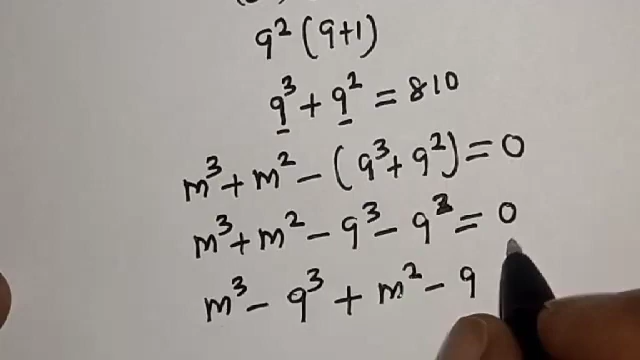 9² (9+1)
9³ + 9² = 810
m³ + m² - (9³ + 9²) = 0
m³ + m² - 9³ - 9² = 0
m³ - 9³ + m² - 9